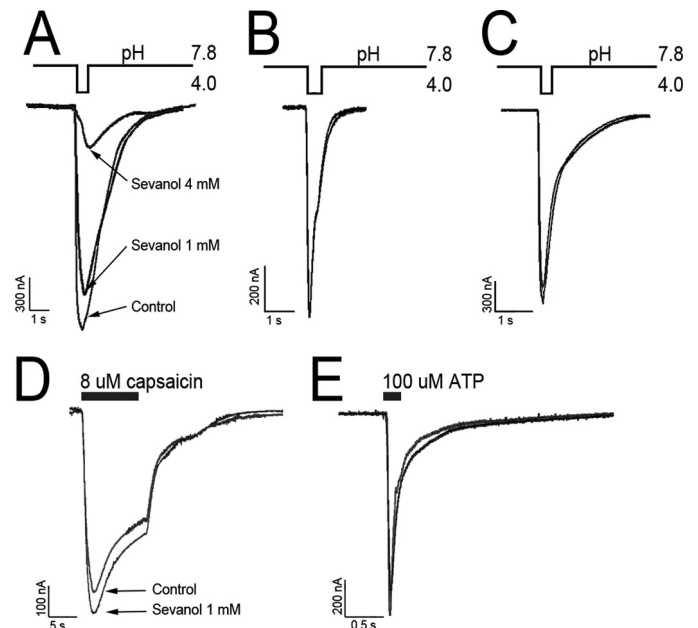 A
pH 7.8
4.0
Sevanol 4 mM
Sevanol 1 mM
Control
300 nA
1 s
B
pH 7.8
4.0
200 nA
1 s
C
pH 7.8
4.0
300 nA
1 s
D
8 uM capsaicin
Control
Sevanol 1 mM
100 nA
5 s
E
100 uM ATP
200 nA
0.5 s